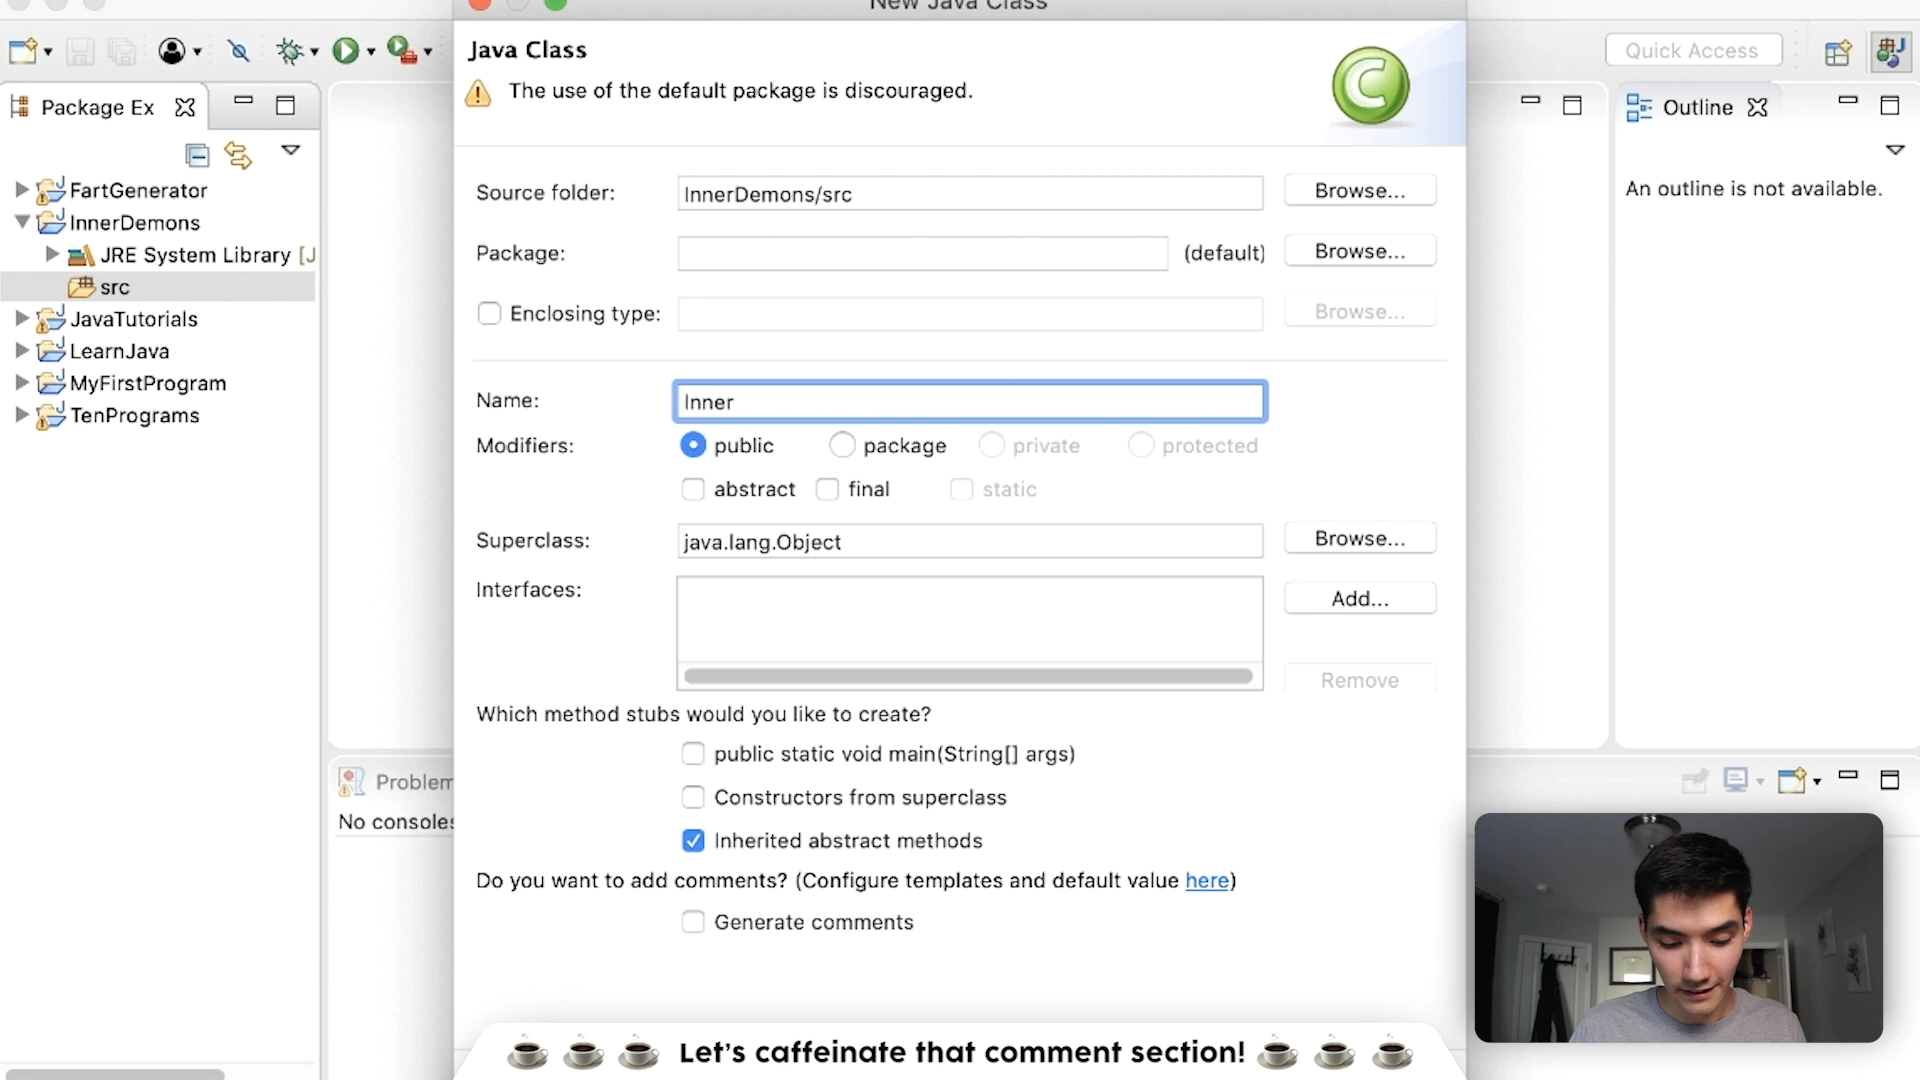 New Java Class
Java Class
The use of the default package is discouraged.
Quick Access
Package Ex
FartGenerator
InnerDemons
JRE System Library [J
src
JavaTutorials
LearnJava
MyFirstProgram
TenPrograms
Source folder: InnerDemons/src Browse...
Package: (default) Browse...
Enclosing type: Browse...
Name: Inner
Modifiers: public package private protected
abstract final static
Superclass: java.lang.Object Browse...
Interfaces: Add...
Remove
Which method stubs would you like to create?
public static void main(String[] args)
Constructors from superclass
Inherited abstract methods
Do you want to add comments? (Configure templates and default value here)
Generate comments
Outline
An outline is not available.
Problem
No consoles
Let's caffeinate that comment section!